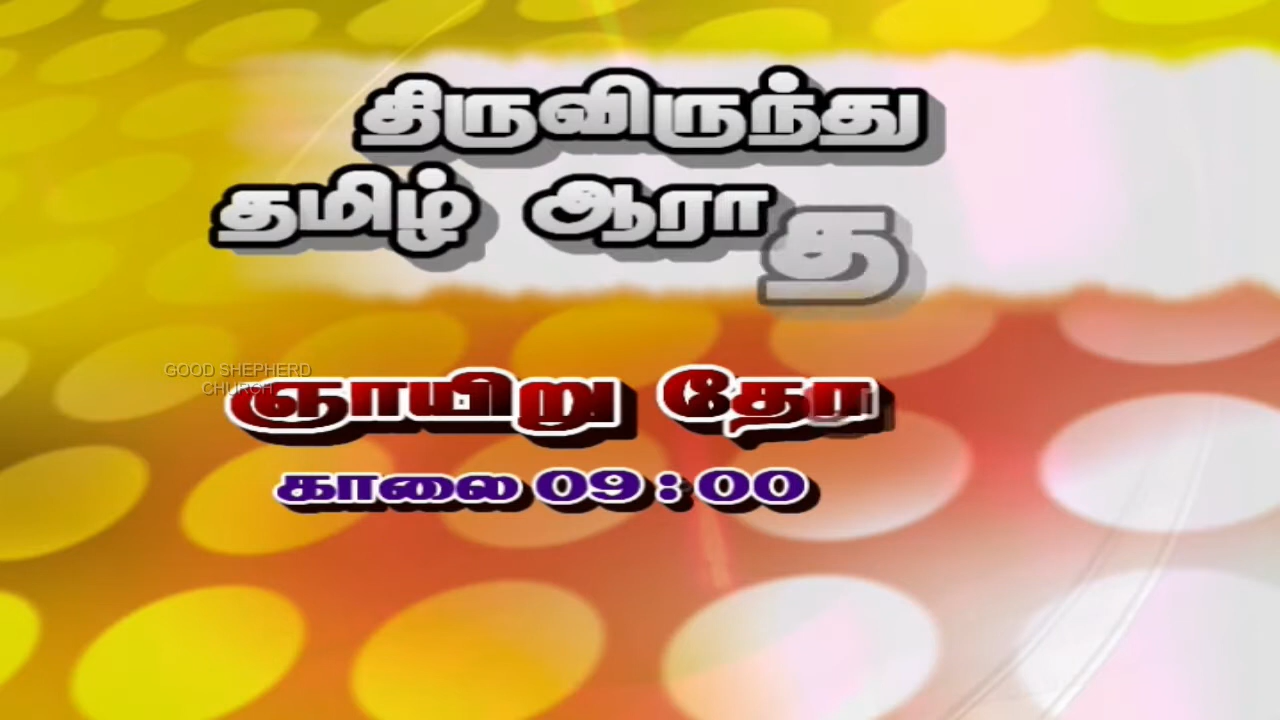 திருவிருந்து
தமிழ் ஆராத
GOOD SHEPHERD
CHURCH
ஞாயிறு தோ
காலை 09 : 00